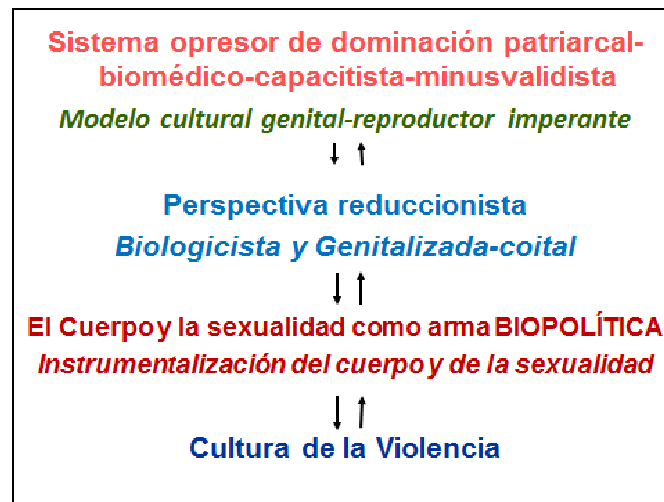 Sistema opresor de dominación patriarcal-
biomédico-capacitista-minusvalidista
Modelo cultural genital-reproductor imperante
Perspectiva reduccionista
Biologicista y Genitalizada-coital
El Cuerpo y la sexualidad como arma BIOPOLÍTICA
Instrumentalización del cuerpo y de la sexualidad
Cultura de la Violencia